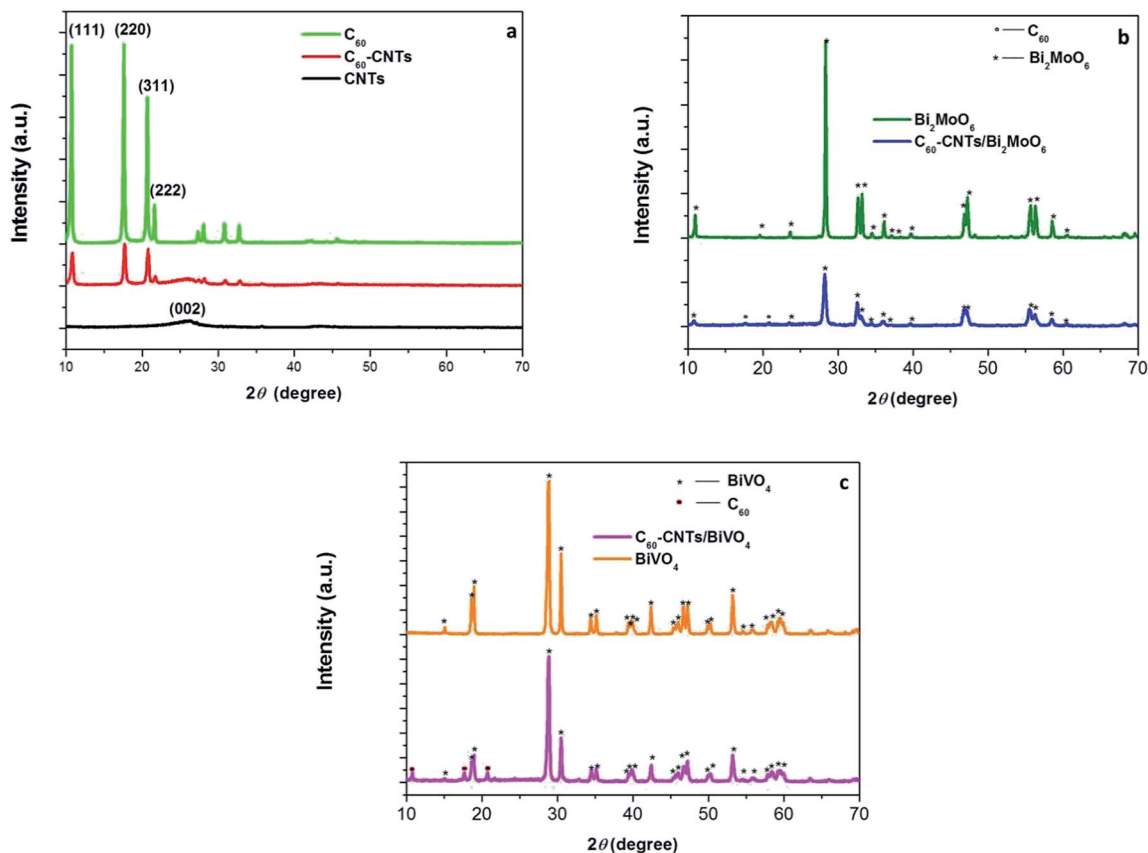 a
(111) (220)
(311)
(222)
(002)
C₆₀
C₆₀-CNTs
CNTs
Intensity (a.u.)
10 20 30 40 50 60 70
2θ (degree)
b
° — C₆₀
* — Bi₂MoO₆
Bi₂MoO₆
C₆₀-CNTs/Bi₂MoO₆
Intensity (a.u.)
10 20 30 40 50 60 70
2θ (degree)
c
* — BiVO₄
• — C₆₀
C₆₀-CNTs/BiVO₄
BiVO₄
Intensity (a.u.)
10 20 30 40 50 60 70
2θ (degree)